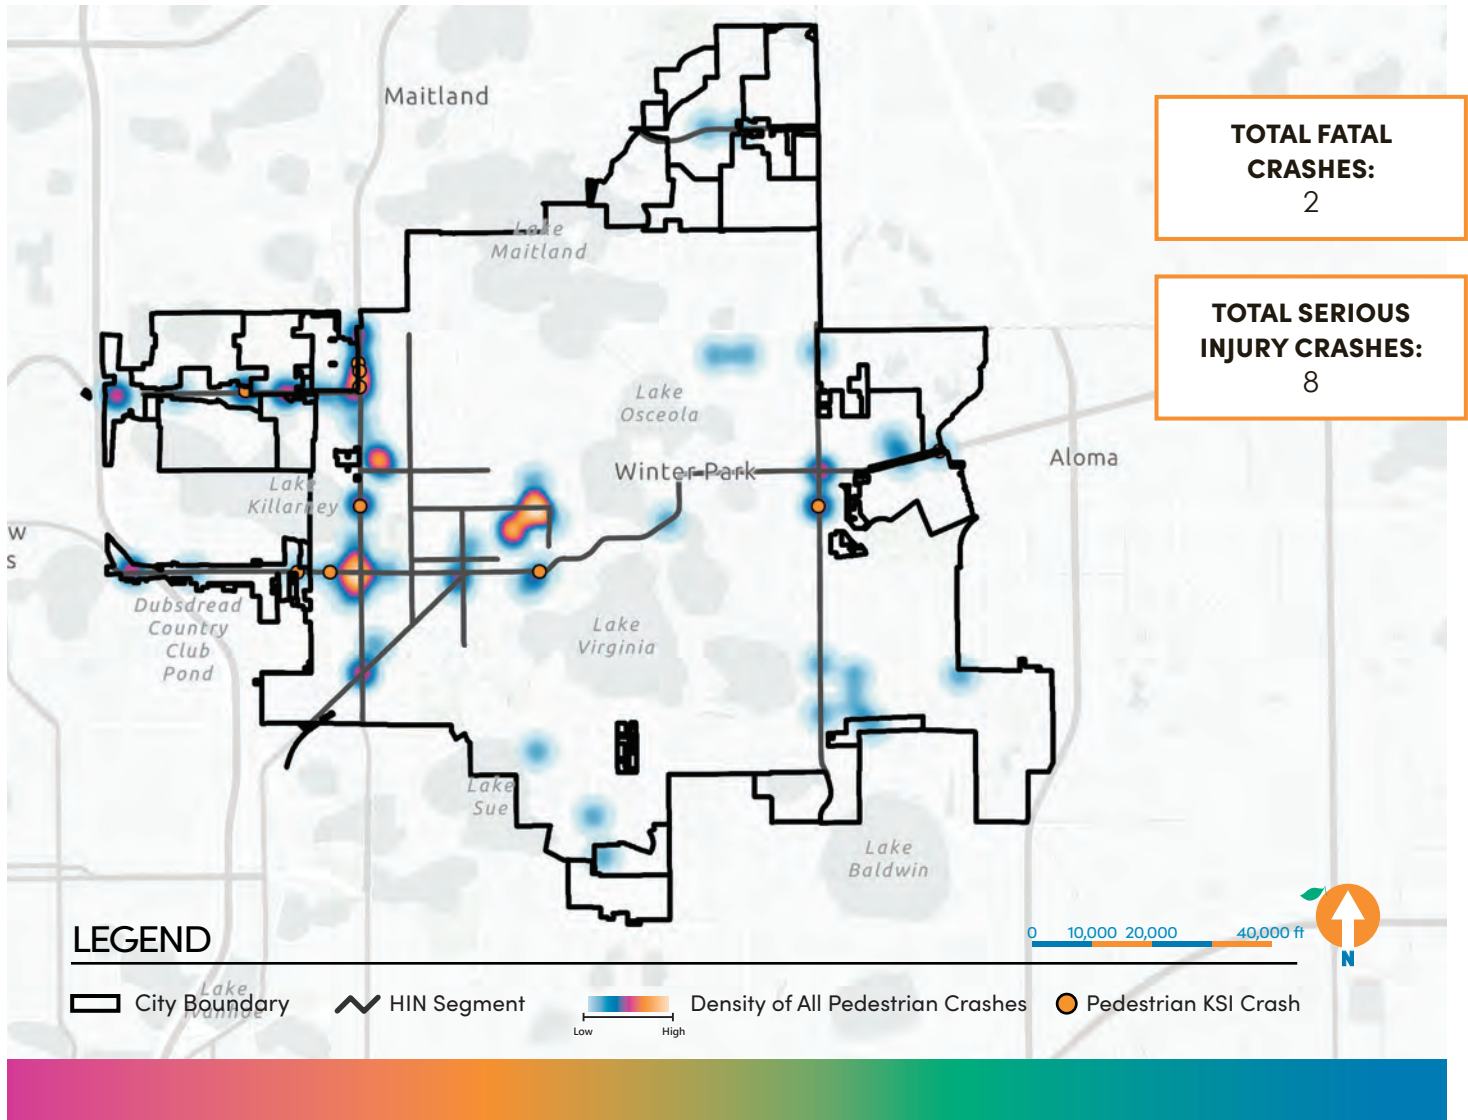 Maitland
TOTAL FATAL
CRASHES:
2
Lake
Maitland
TOTAL SERIOUS
INJURY CRASHES:
8
Lake
Osceola
Winter Park
Aloma
Lake
Killarney
w
s
Dubsdread
Country
Club
Pond
Lake
Virginia
Lake
Sue
Lake
Baldwin
LEGEND
0 10,000 20,000 40,000 ft
N
Lake
Ivanhoe
City Boundary
HIN Segment
Low High
Density of All Pedestrian Crashes
Pedestrian KSI Crash